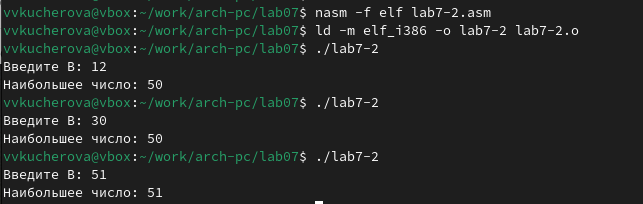 vvkucherova@vbox:~/work/arch-pc/lab07$ nasm -f elf lab7-2.asm
vvkucherova@vbox:~/work/arch-pc/lab07$ ld -m elf_i386 -o lab7-2 lab7-2.o
vvkucherova@vbox:~/work/arch-pc/lab07$ ./lab7-2
Введите В: 12
Наибольшее число: 50
vvkucherova@vbox:~/work/arch-pc/lab07$ ./lab7-2
Введите В: 30
Наибольшее число: 50
vvkucherova@vbox:~/work/arch-pc/lab07$ ./lab7-2
Введите В: 51
Наибольшее число: 51